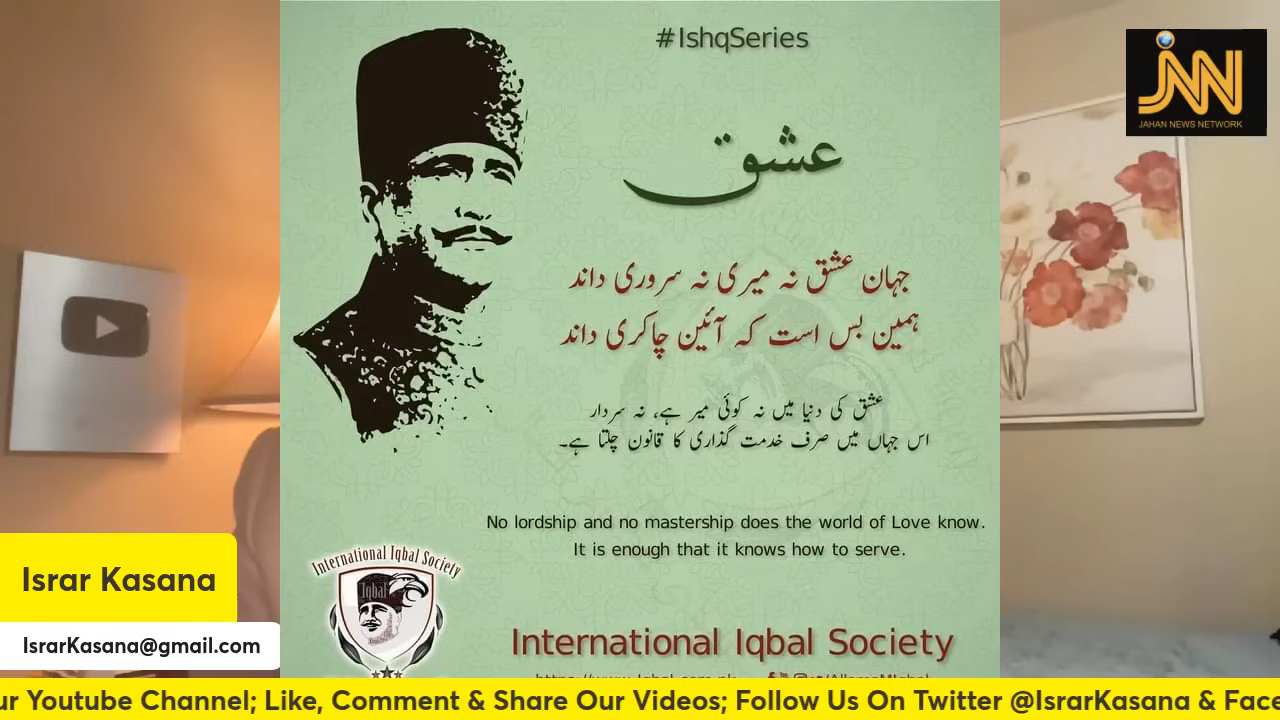 #IshqSeries
JNN
JAHAN NEWS NETWORK
عشق
جہان عشق نہ میری نہ سروری داند
ہمین بس است کہ آئین چاکری داند
عشق کی دنیا میں نہ کوئی میر ہے، نہ سردار
اس جہاں میں صرف خدمت گذاری کا قانون چلتا ہے۔
No lordship and no mastership does the world of Love know.
It is enough that it knows how to serve.
International Iqbal Society
Iqbal
International Iqbal Society
Israr Kasana
IsrarKasana@gmail.com
ur Youtube Channel; Like, Comment & Share Our Videos; Follow Us On Twitter @IsrarKasana & Face